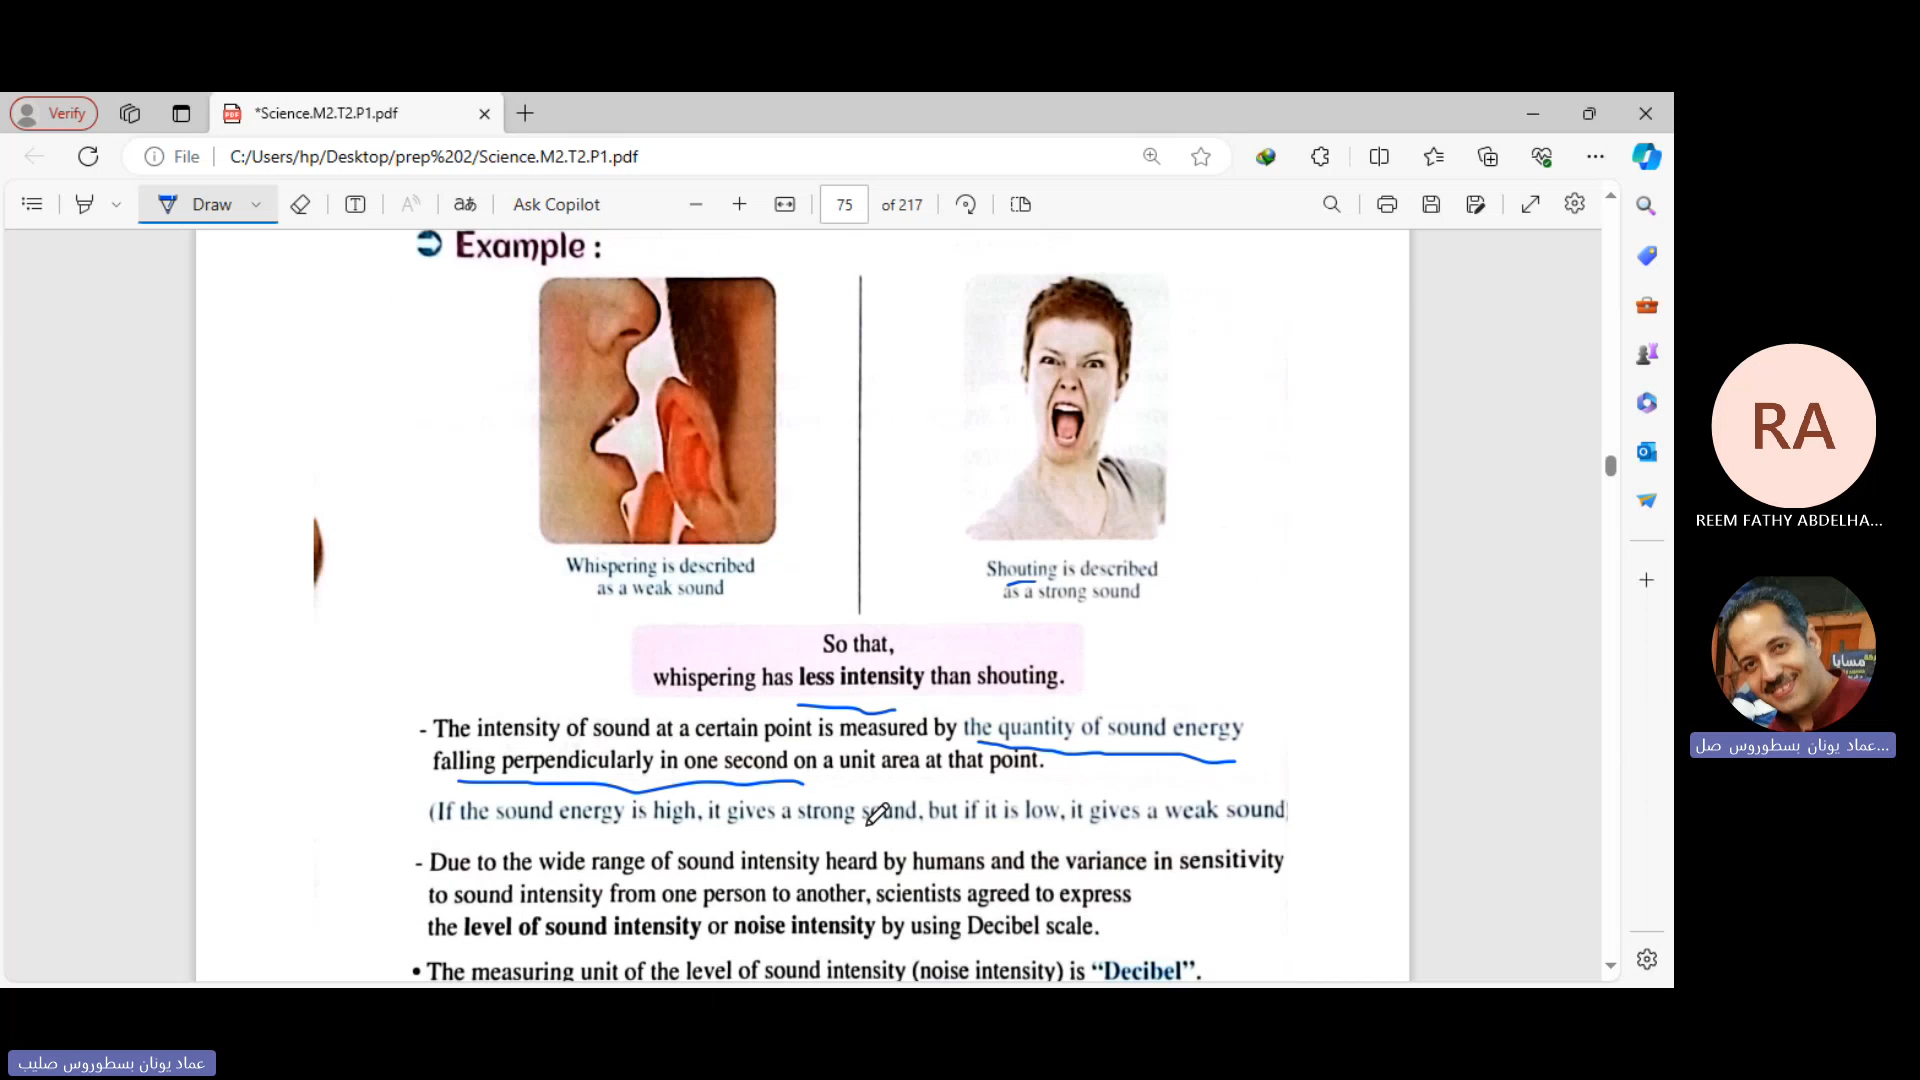 Verify
*Science.M2.T2.P1.pdf
File
C:/Users/hp/Desktop/prep%202/Science.M2.T2.P1.pdf
Draw
aあ
Ask Copilot
75
of 217
Example :
Whispering is described
as a weak sound
Shouting is described
as a strong sound
So that,
whispering has less intensity than shouting.
- The intensity of sound at a certain point is measured by the quantity of sound energy
falling perpendicularly in one second on a unit area at that point.
(If the sound energy is high, it gives a strong sound, but if it is low, it gives a weak sound)
- Due to the wide range of sound intensity heard by humans and the variance in sensitivity
to sound intensity from one person to another, scientists agreed to express
the level of sound intensity or noise intensity by using Decibel scale.
• The measuring unit of the level of sound intensity (noise intensity) is “Decibel”.
RA
REEM FATHY ABDELHA...
مسابا
عماد يونان بسطوروس صل...
عماد يونان بسطوروس صليب